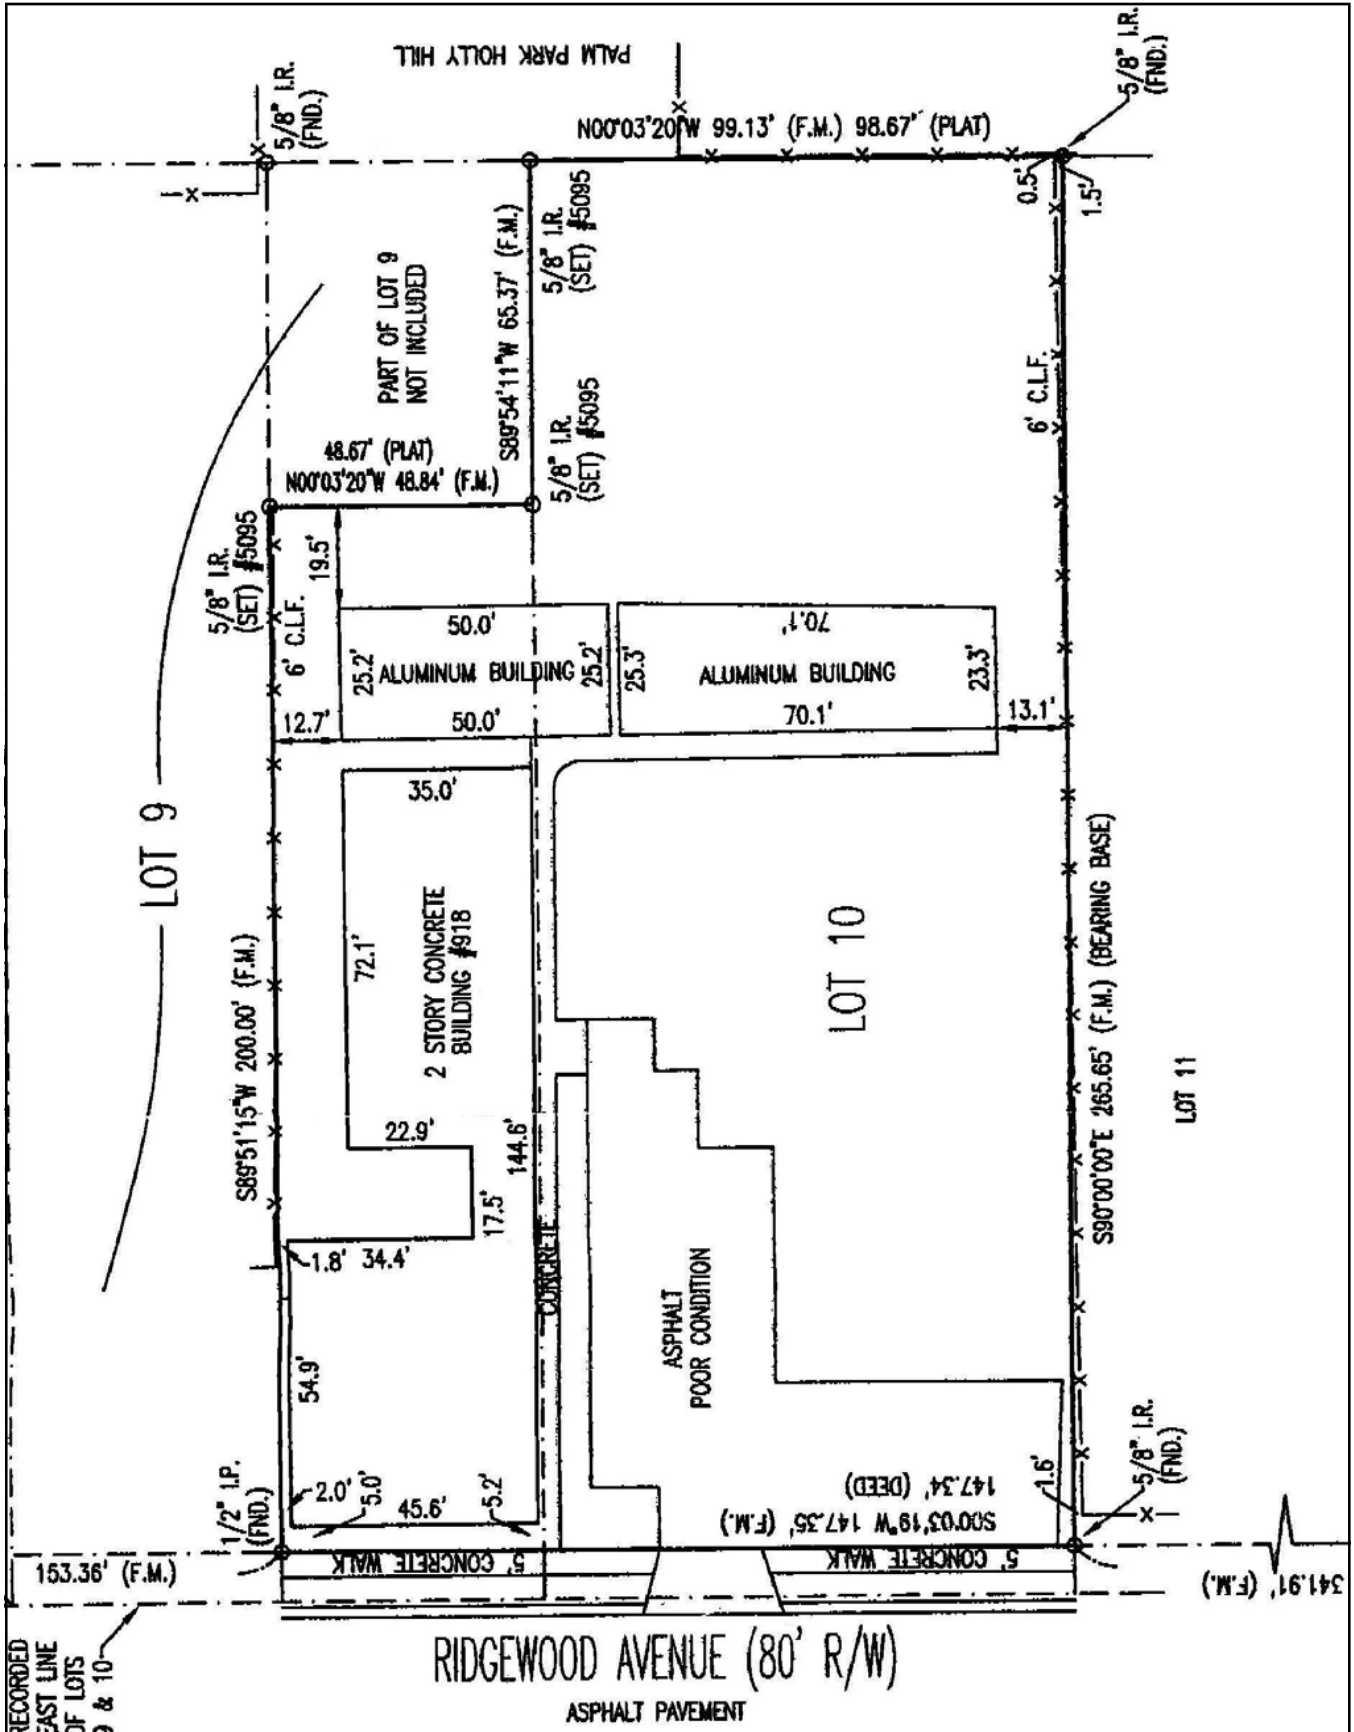 PALM PARK HOLLY HILL
5/8" I.R.
(FND.)
5/8" I.R.
(FND.)
N00°03'20"W 99.13' (F.M.) 98.67' (PLAT)
0.5'
1.5'
PART OF LOT 9
NOT INCLUDED
S89°54'11"W 65.37' (F.M.)
5/8" I.R.
(SET) #5095
48.67' (PLAT)
N00°03'20"W 48.84' (F.M.)
5/8" I.R.
(SET) #5095
6' C.L.F.
5/8" I.R.
(SET) #5095
19.5'
6' C.L.F.
50.0'
25.2'
ALUMINUM BUILDING
25.2'
50.0'
70.1'
25.3'
ALUMINUM BUILDING
23.3'
70.1'
12.7'
13.1'
LOT 9
35.0'
72.1'
2 STORY CONCRETE
BUILDING #918
LOT 10
S89°51'15"W 200.00' (F.M.)
S90°00'00"E 265.65' (F.M.) (BEARING BASE)
LOT 11
22.9'
144.6'
17.5'
1.8'
34.4'
CONCRETE
54.9'
ASPHALT
POOR CONDITION
1/2" I.P.
(FND.)
2.0'
5.0'
45.6'
5.2'
147.34' (DEED)
S00°03'19"W 147.35' (F.M.)
1.6'
5/8" I.R.
(FND.)
153.36' (F.M.)
5' CONCRETE WALK
5' CONCRETE WALK
341.91' (F.M.)
RECORDED
EAST LINE
OF LOTS
9 & 10
RIDGEWOOD AVENUE (80' R/W)
ASPHALT PAVEMENT